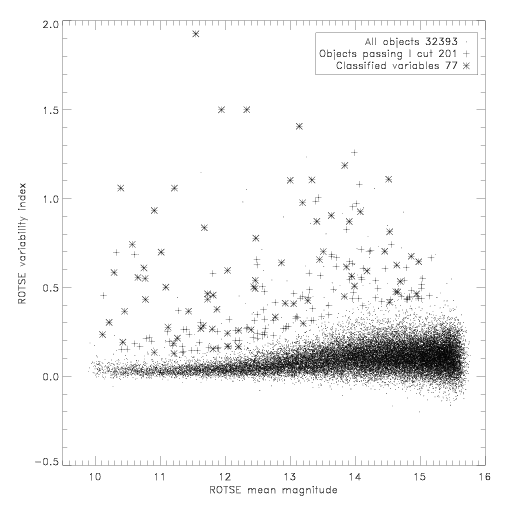 2.0
All objects 32393
Objects passing I cut 201
Classified variables 77
1.5
1.0
ROTSE variability index
0.5
0.0
-0.5
10 11 12 13 14 15 16
ROTSE mean magnitude